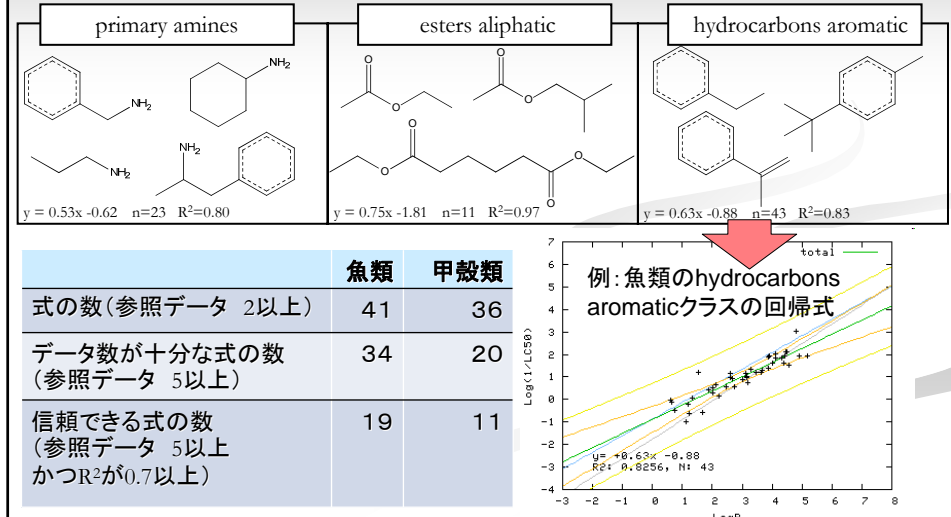 primary amines
esters aliphatic
hydrocarbons aromatic
NH2
NH2
NH2
NH2
O
O
O
O
O
O
O
O
y = 0.53x -0.62 n=23 R2=0.80
y = 0.75x -1.81 n=11 R2=0.97
y = 0.63x -0.88 n=43 R2=0.83
魚類 甲殻類
式の数(参照データ 2以上) 41 36
データ数が十分な式の数
(参照データ 5以上)
34 20
信頼できる式の数
(参照データ 5以上
かつR2が0.7以上)
19 11
total
例:魚類のhydrocarbons
aromaticクラスの回帰式
Log(1/LC50)
7
6
5
4
3
2
1
0
-1
-2
-3
-4
y= +0.63x -0.88
R2: 0.8256, N: 43
-3 -2 -1 0 1 2 3 4 5 6 7 8